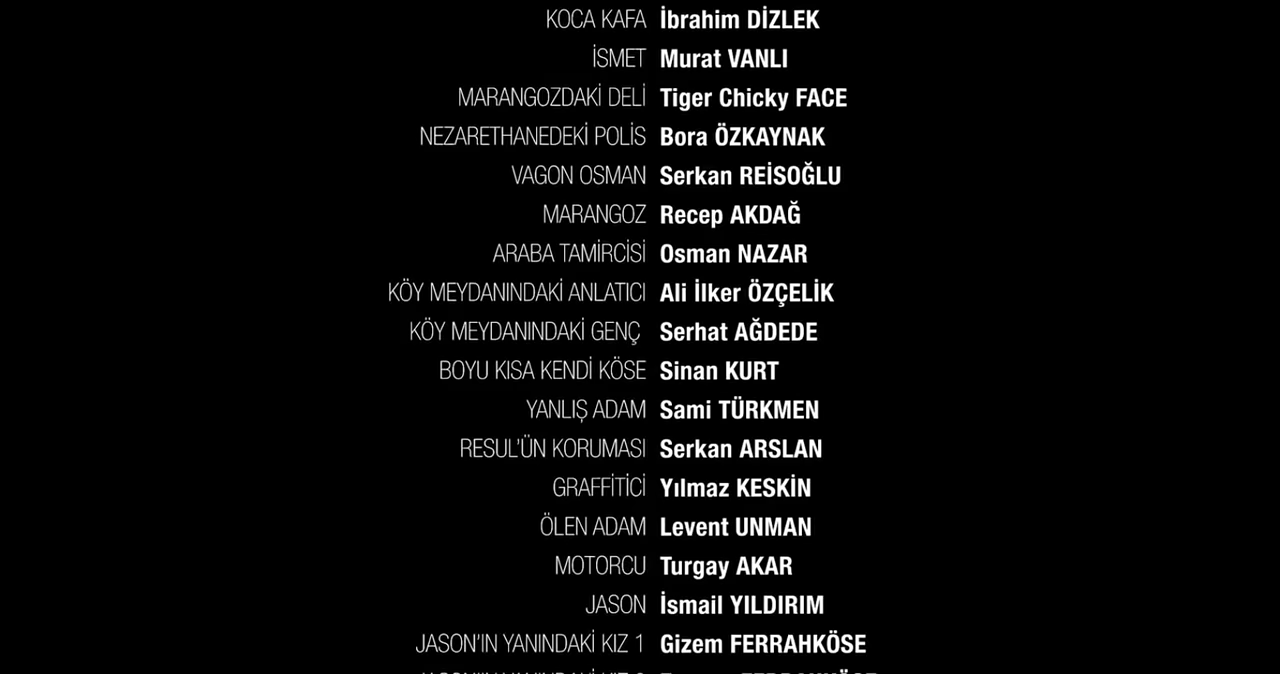 KOCA KAFA İbrahim DİZLEK
İSMET Murat VANLI
MARANGOZDAKİ DELİ Tiger Chicky FACE
NEZARETHANEDEKİ POLİS Bora ÖZKAYNAK
VAGON OSMAN Serkan REİSOĞLU
MARANGOZ Recep AKDAĞ
ARABA TAMİRCİSİ Osman NAZAR
KÖY MEYDANINDAKİ ANLATICI Ali İlker ÖZÇELİK
KÖY MEYDANINDAKİ GENÇ Serhat AĞDEDE
BOYU KISA KENDİ KÖSE Sinan KURT
YANLIŞ ADAM Sami TÜRKMEN
RESUL'ÜN KORUMASI Serkan ARSLAN
GRAFFİTİCİ Yılmaz KESKİN
ÖLEN ADAM Levent UNMAN
MOTORCU Turgay AKAR
JASON İsmail YILDIRIM
JASON'IN YANINDAKİ KIZ 1 Gizem FERRAHKÖSE